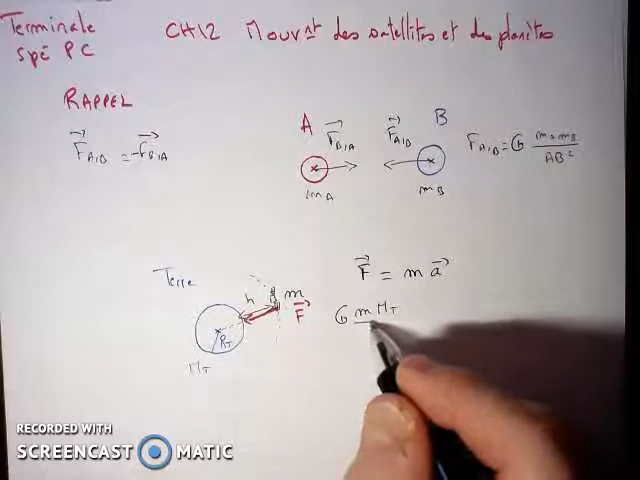 Terminale
spé PC
CH12 Mouvnt des satellites et des planètes
RAPPEL
F⃗A/B = -F⃗B/A
A
B
F⃗B/A
F⃗A/B
mA
mB
FA/B = G mA mB / AB²
Terre
h
m
F⃗
RT
MT
F⃗ = m a⃗
G m MT
RECORDED WITH
SCREENCAST O MATIC